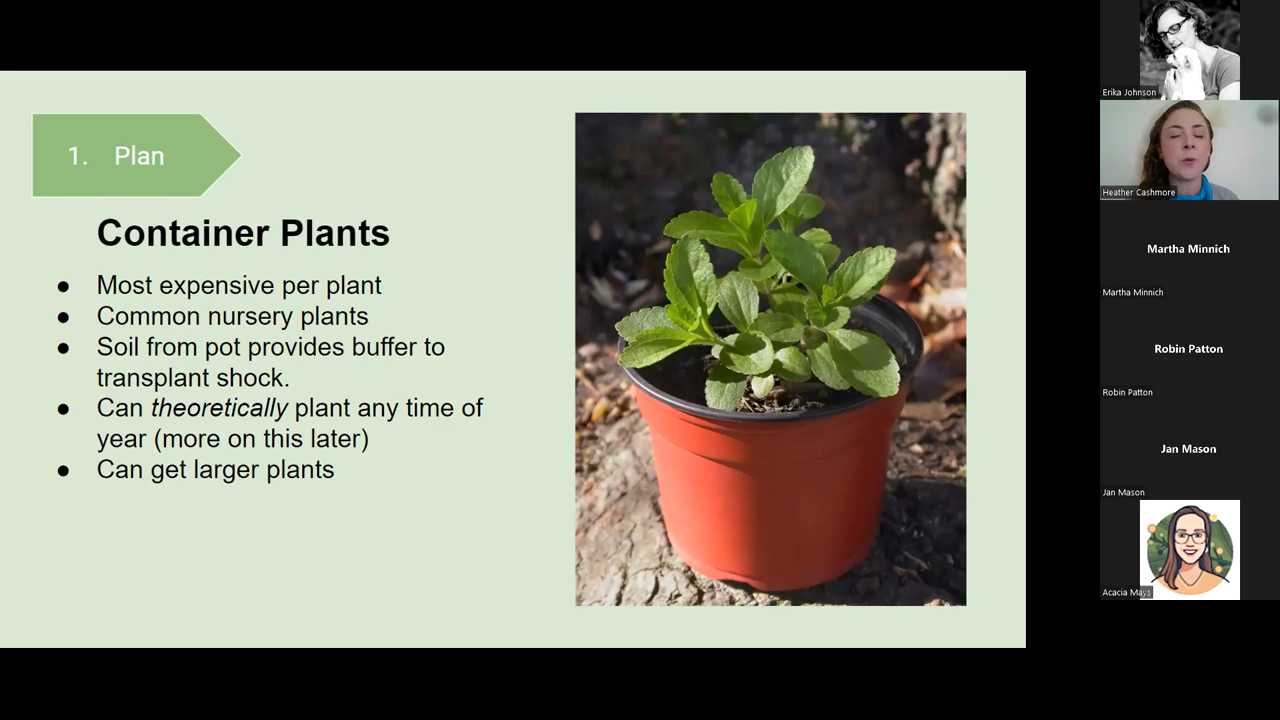 1. Plan
Container Plants
● Most expensive per plant
● Common nursery plants
● Soil from pot provides buffer to
transplant shock.
● Can theoretically plant any time of
year (more on this later)
● Can get larger plants
Erika Johnson
Heather Cashmore
Martha Minnich
Martha Minnich
Robin Patton
Robin Patton
Jan Mason
Jan Mason
Acacia Mays